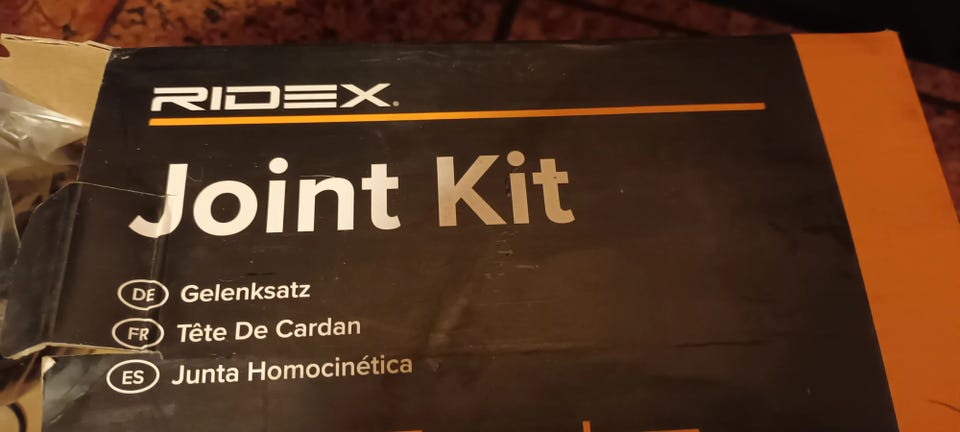 RIDEX.
Joint Kit
DE Gelenksatz
FR Tête De Cardan
ES Junta Homocinética